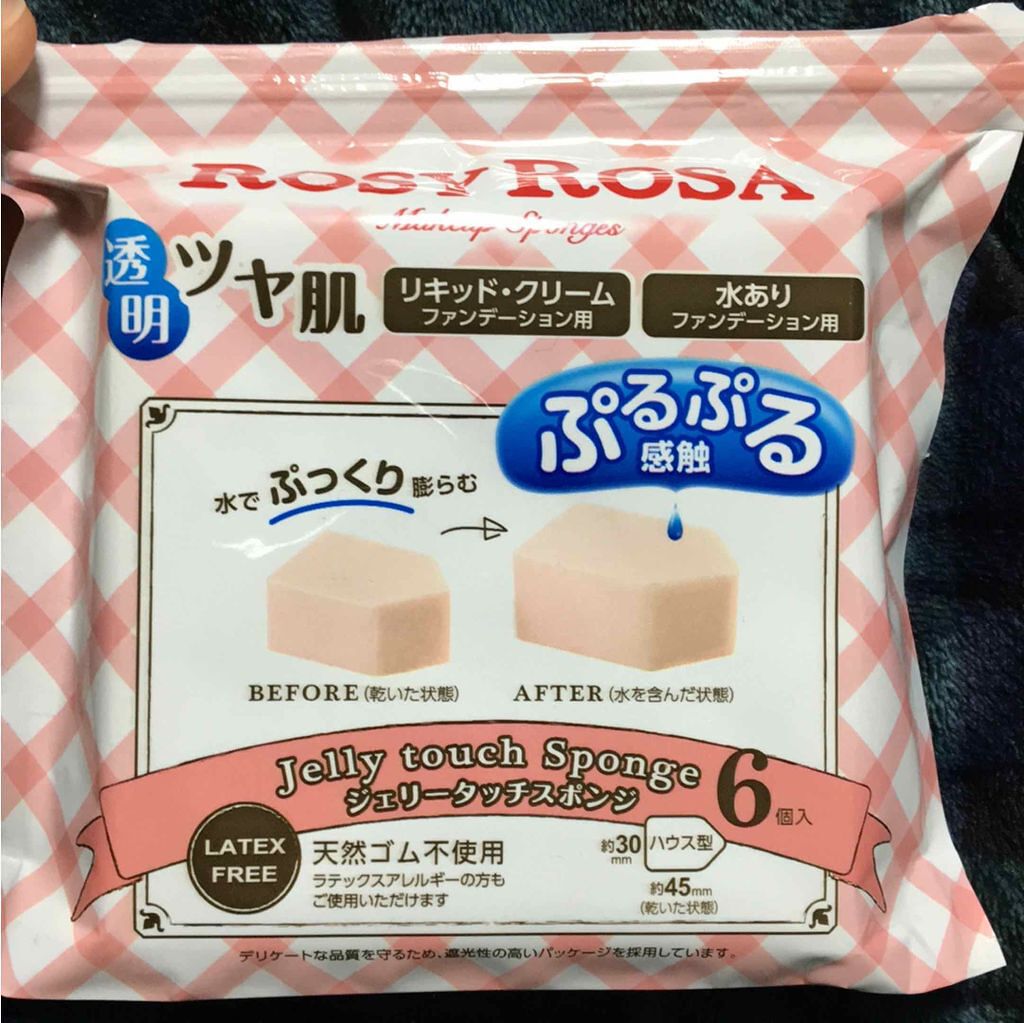 ROSY ROSA
Makeup Sponges
透明
ツヤ肌
リキッド・クリーム
ファンデーション用
水あり
ファンデーション用
ぷるぷる
感触
水でぷっくり膨らむ
BEFORE(乾いた状態)
AFTER(水を含んだ状態)
Jelly touch Sponge
ジェリータッチスポンジ
6個入
LATEX
FREE
天然ゴム不使用
ラテックスアレルギーの方も
ご使用いただけます
約30
mm
ハウス型
約45mm
(乾いた状態)
デリケートな品質を守るため、遮光性の高いパッケージを採用しています。